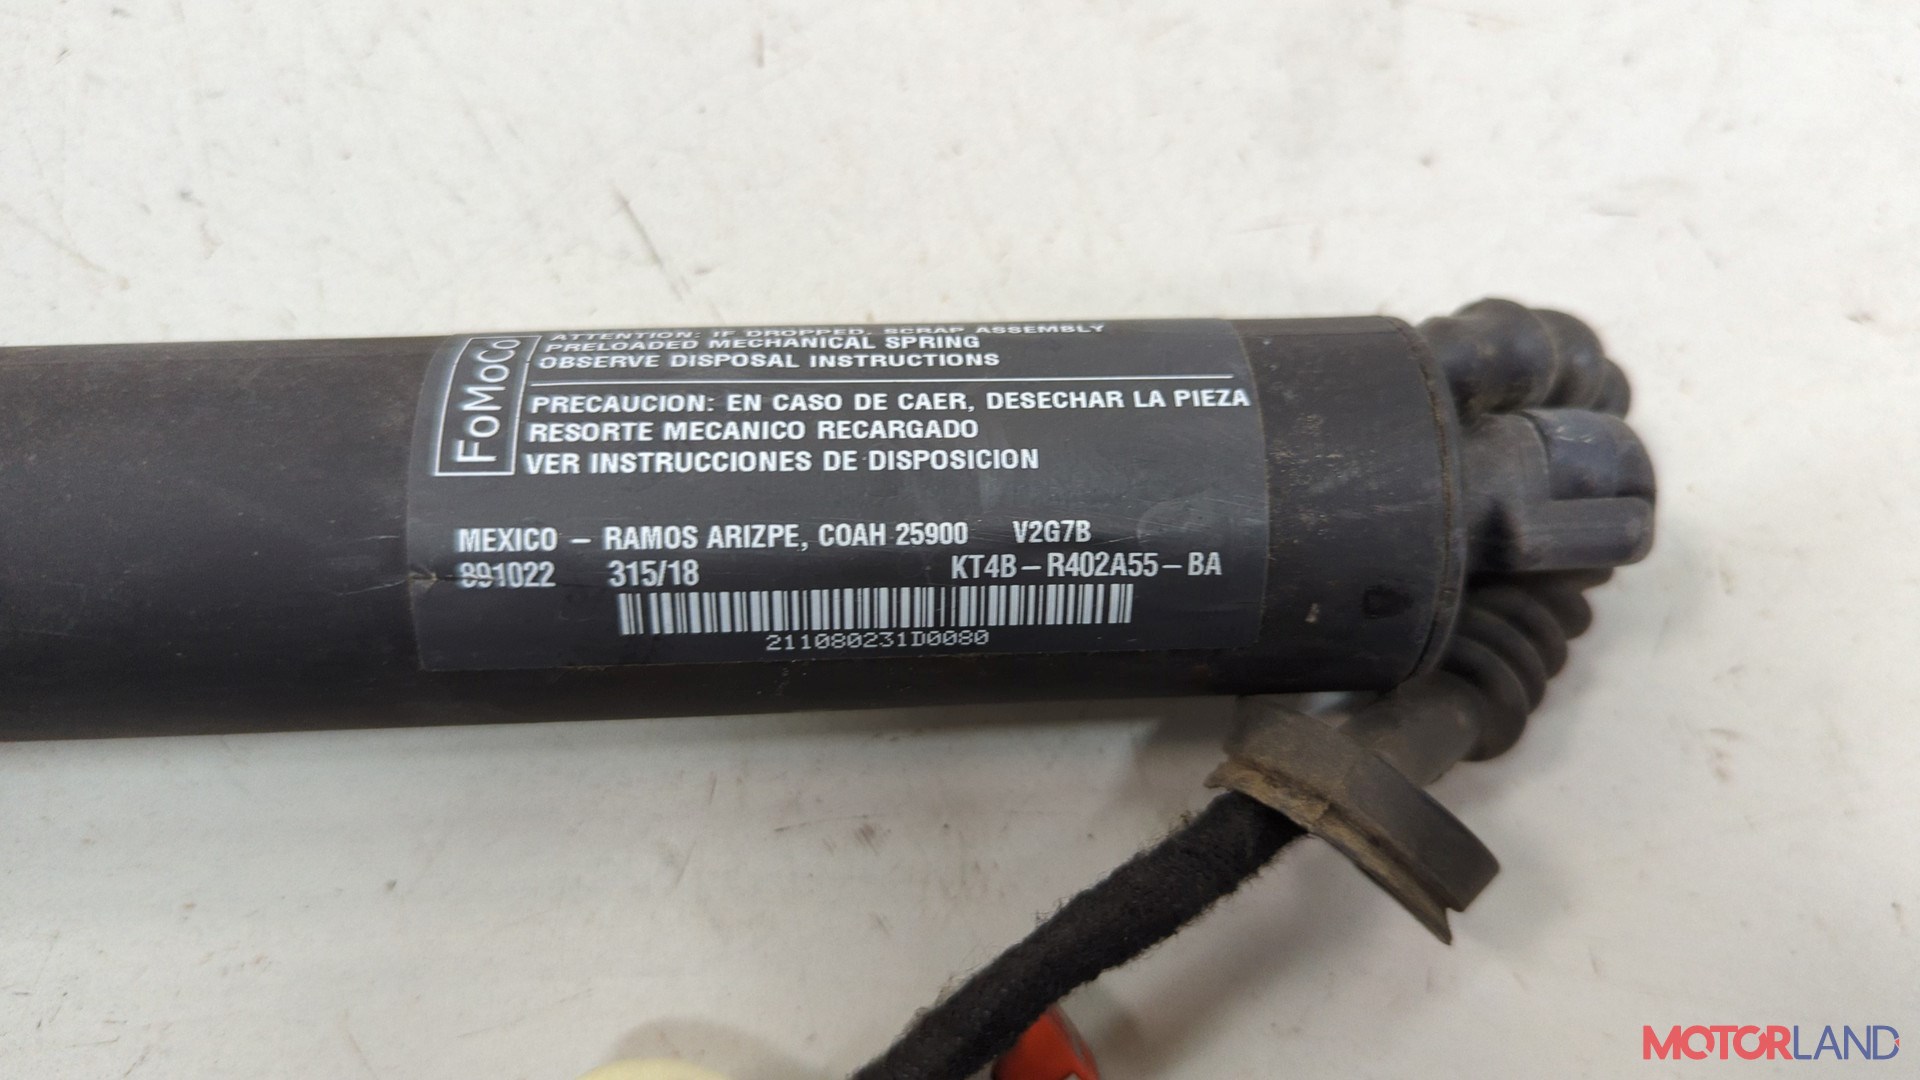 FoMoCo
ATTENTION: IF DROPPED, SCRAP ASSEMBLY
PRELOADED MECHANICAL SPRING
OBSERVE DISPOSAL INSTRUCTIONS
PRECAUCION: EN CASO DE CAER, DESECHAR LA PIEZA
RESORTE MECANICO RECARGADO
VER INSTRUCCIONES DE DISPOSICION
MEXICO – RAMOS ARIZPE, COAH 25900 V2G7B
891022 315/18 KT4B–R402A55–BA
211080231D0080
MOTORLAND